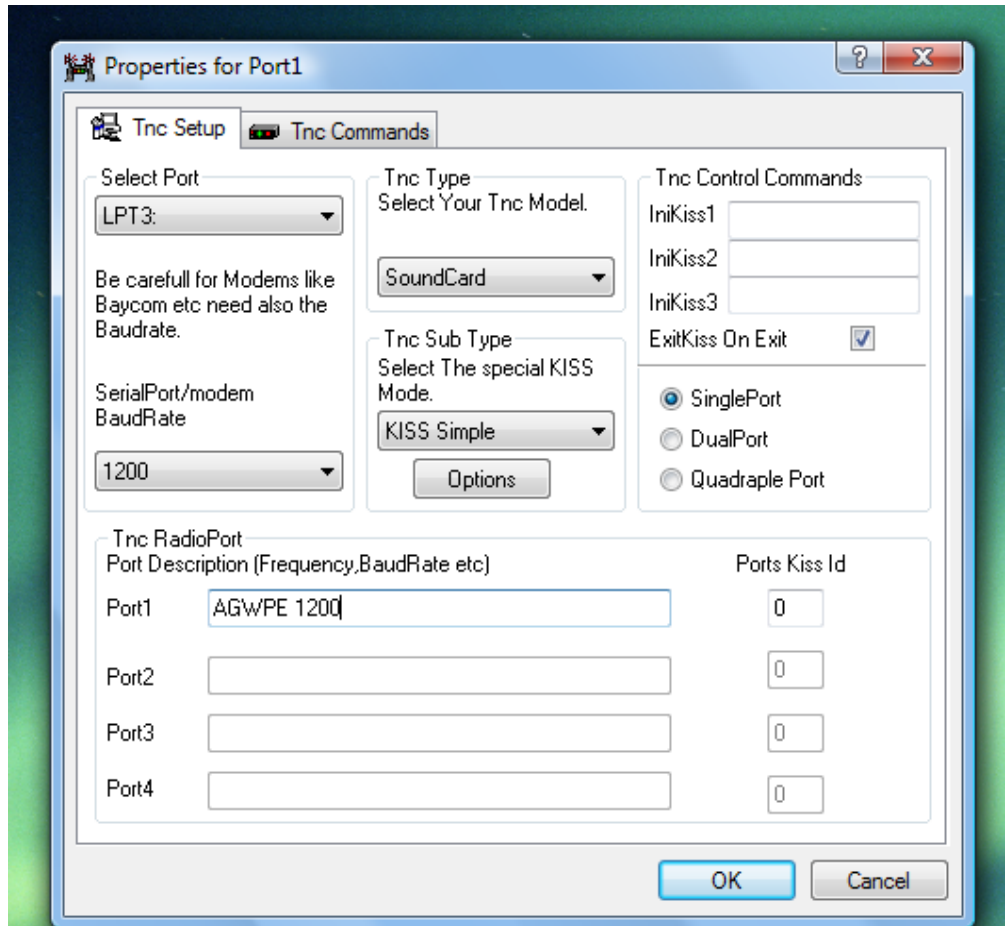 Properties for Port1
Tnc Setup
Tnc Commands
Select Port
LPT3:
Be carefull for Modems like
Baycom etc need also the
Baudrate.
SerialPort/modem
BaudRate
1200
Tnc Type
Select Your Tnc Model.
SoundCard
Tnc Sub Type
Select The special KISS
Mode.
KISS Simple
Options
Tnc Control Commands
IniKiss1
IniKiss2
IniKiss3
ExitKiss On Exit
SinglePort
DualPort
Quadraple Port
Tnc RadioPort
Port Description (Frequency,BaudRate etc)
Ports Kiss Id
Port1
AGWPE 1200
0
Port2
0
Port3
0
Port4
0
OK
Cancel